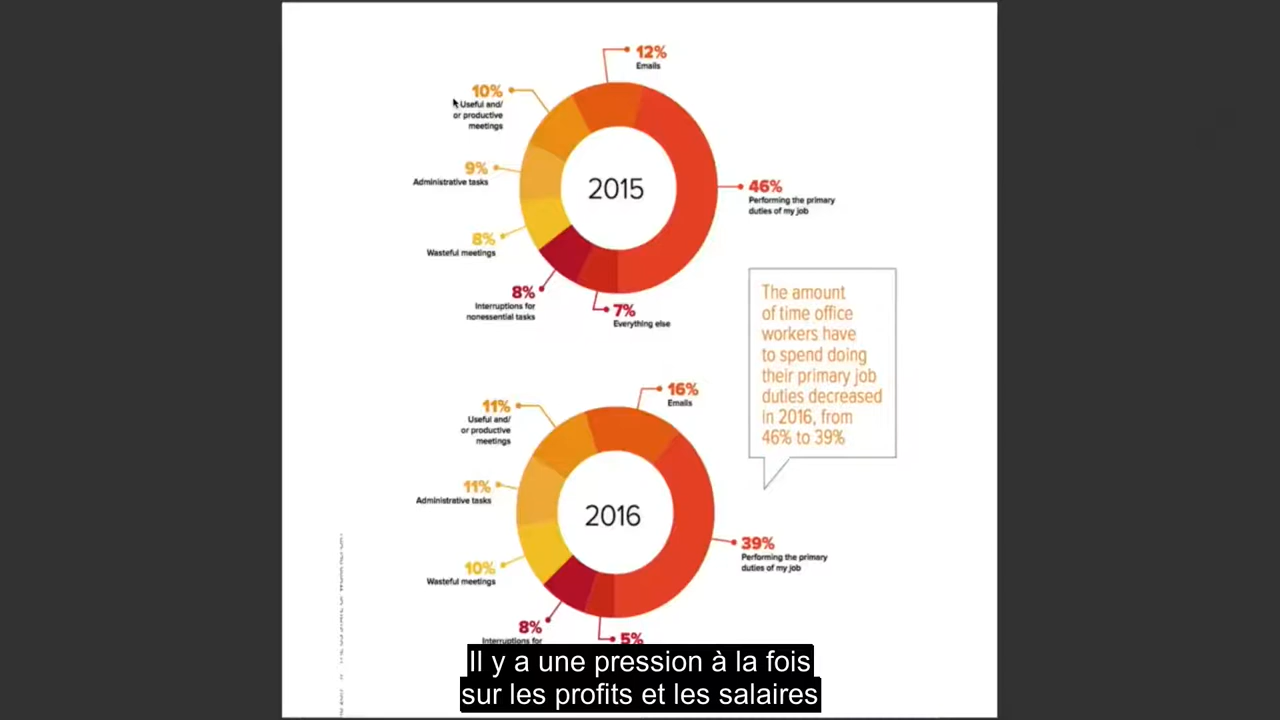 12%
Emails
10%
Useful and/
or productive
meetings
9%
Administrative tasks
2015
46%
Performing the primary
duties of my job
8%
Wasteful meetings
8%
Interruptions for
nonessential tasks
7%
Everything else
The amount
of time office
workers have
to spend doing
their primary job
duties decreased
in 2016, from
46% to 39%
16%
Emails
11%
Useful and/
or productive
meetings
11%
Administrative tasks
2016
39%
Performing the primary
duties of my job
10%
Wasteful meetings
8%
Interruptions for
5%
Il y a une pression à la fois
sur les profits et les salaires